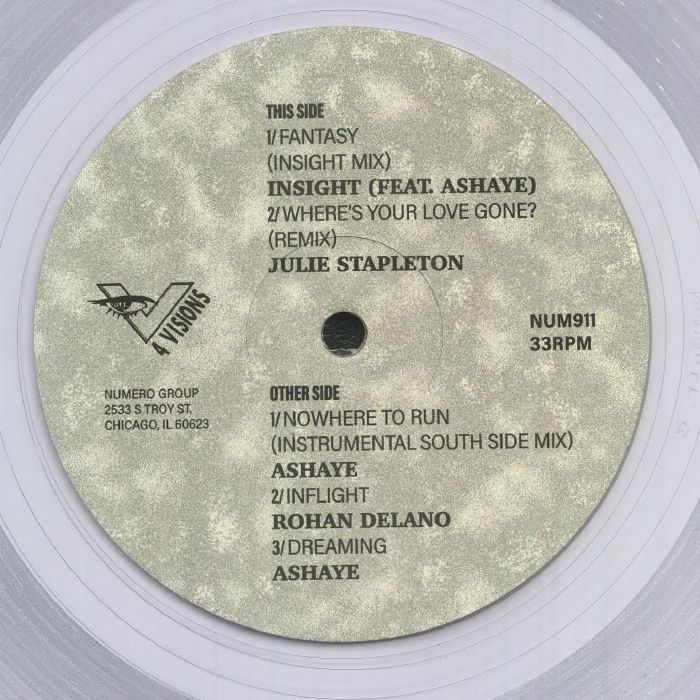 THIS SIDE
1/ FANTASY
(INSIGHT MIX)
INSIGHT (FEAT. ASHAYE)
2/ WHERE'S YOUR LOVE GONE?
(REMIX)
JULIE STAPLETON
V
4 VISIONS
NUM911
33RPM
NUMERO GROUP
2533 S TROY ST,
CHICAGO, IL 60623
OTHER SIDE
1/ NOWHERE TO RUN
(INSTRUMENTAL SOUTH SIDE MIX)
ASHAYE
2/ INFLIGHT
ROHAN DELANO
3/ DREAMING
ASHAYE